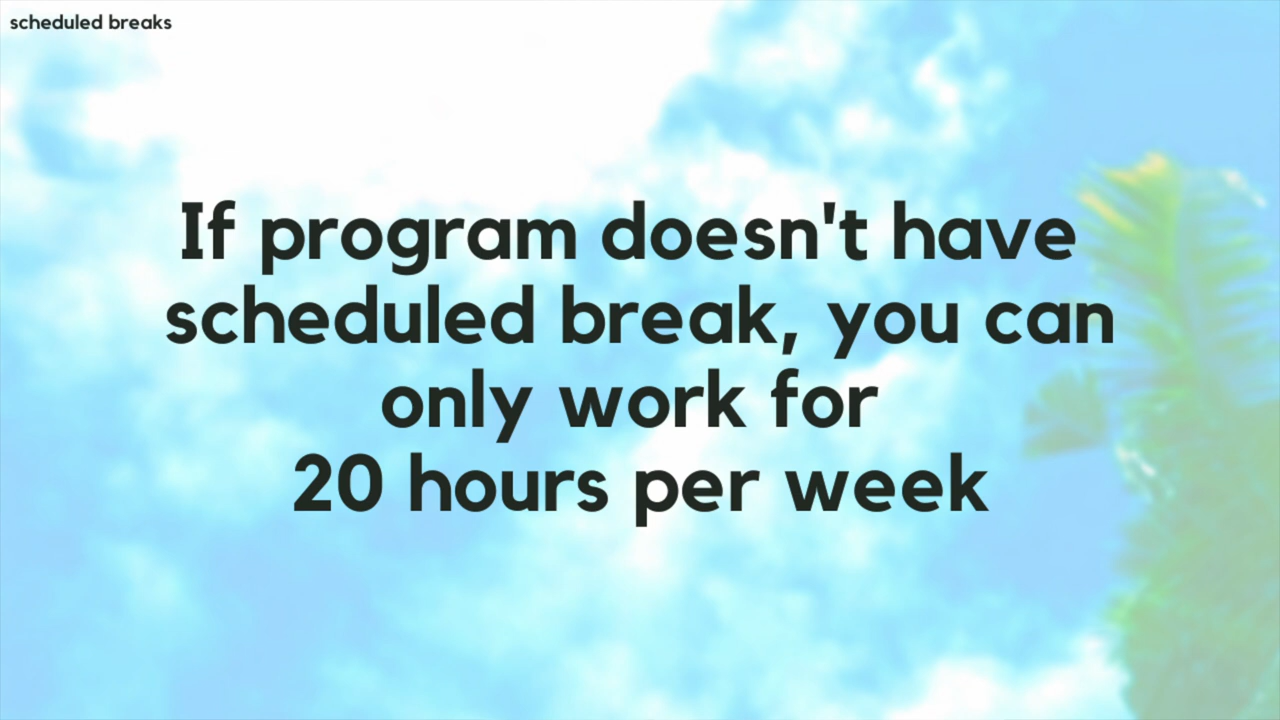 scheduled breaks
If program doesn't have
scheduled break, you can
only work for
20 hours per week